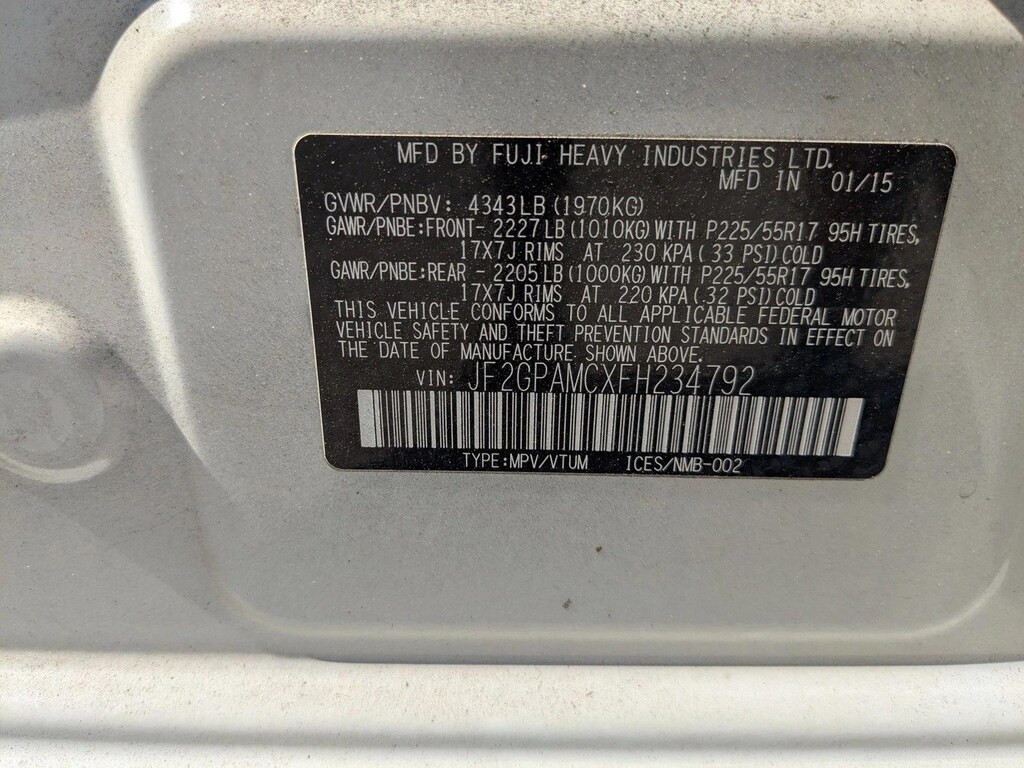 MFD BY FUJI HEAVY INDUSTRIES LTD.
MFD IN 01/15
GVWR/PNBV: 4343LB (1970KG)
GAWR/PNBE:FRONT- 2227LB (1010KG) WITH P225/55R17 95H TIRES,
17X7J RIMS AT 230 KPA ( 33 PSI) COLD
GAWR/PNBE:REAR - 2205LB (1000KG) WITH P225/55R17 95H TIRES,
17X7J RIMS AT 220 KPA ( 32 PSI) COLD
THIS VEHICLE CONFORMS TO ALL APPLICABLE FEDERAL MOTOR
VEHICLE SAFETY AND THEFT PREVENTION STANDARDS IN EFFECT ON
THE DATE OF MANUFACTURE SHOWN ABOVE.
VIN: JF2GPAMCXFH234792
TYPE:MPV/VTUM ICES/NMB-002